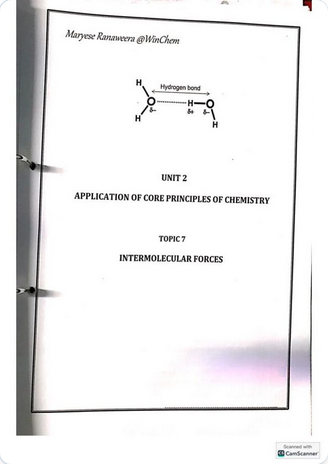 Maryese Ranaweera @WinChem
H
Hydrogen bond
O
H
O
δ−
δ+
δ−
H
H
UNIT 2
APPLICATION OF CORE PRINCIPLES OF CHEMISTRY
TOPIC 7
INTERMOLECULAR FORCES
Scanned with
CS CamScanner